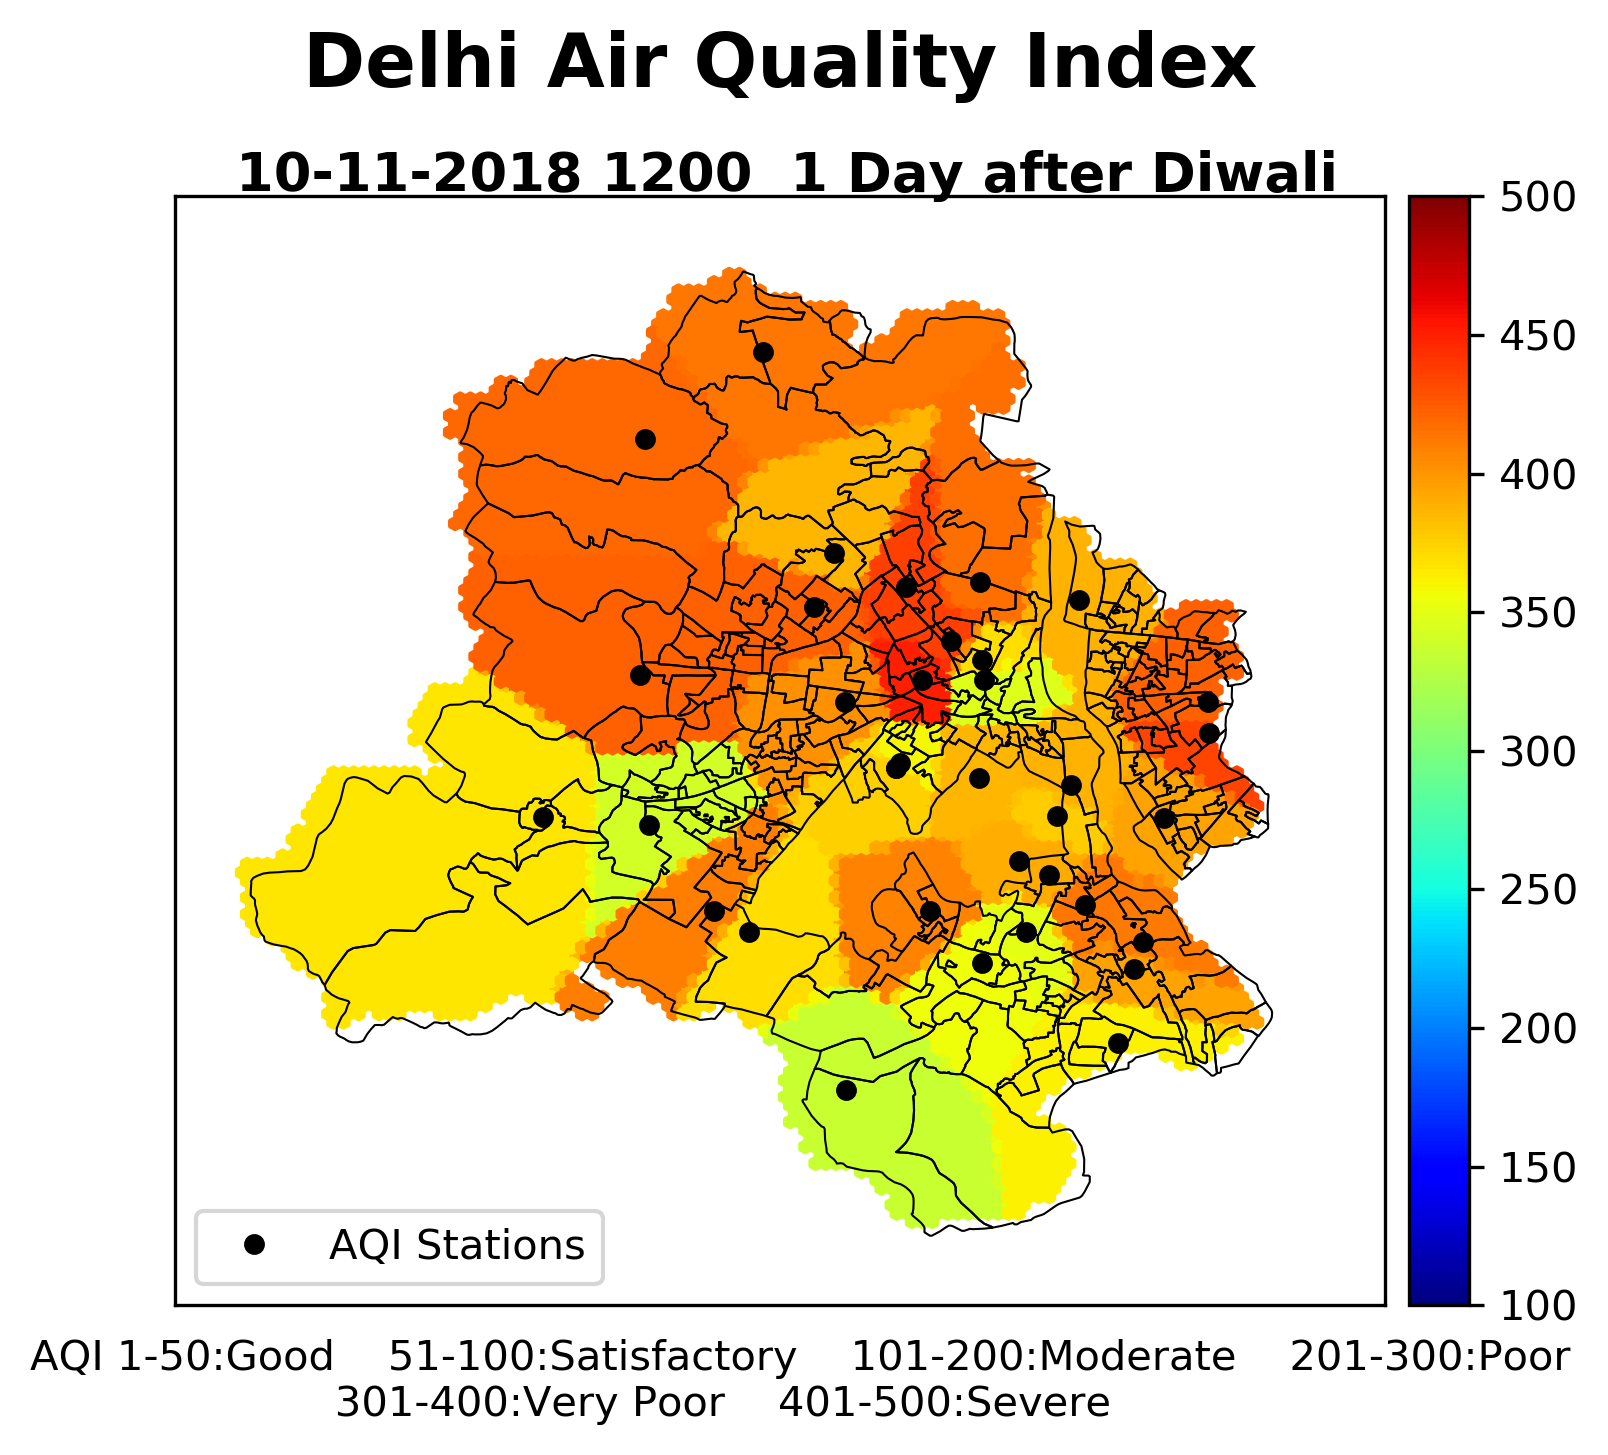 Delhi Air Quality Index
10-11-2018 1200  1 Day after Diwali
500
450
400
350
300
250
200
150
100
AQI Stations
AQI 1-50:Good    51-100:Satisfactory    101-200:Moderate    201-300:Poor
301-400:Very Poor    401-500:Severe